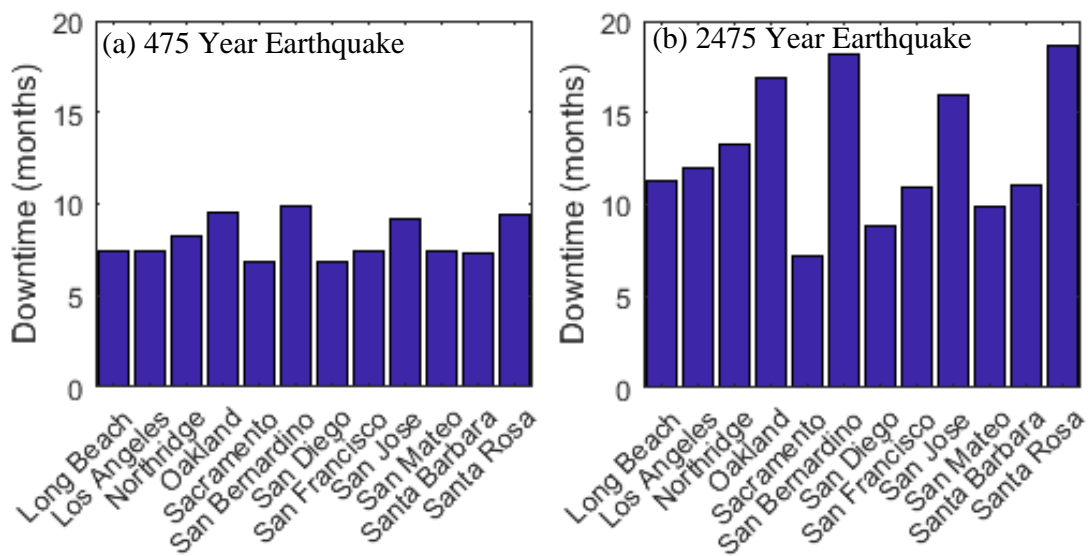 (a) 475 Year Earthquake
20
15
10
5
0
Downtime (months)
Long Beach
Los Angeles
Northridge
Oakland
Sacramento
San Bernardino
San Diego
San Francisco
San Jose
San Mateo
Santa Barbara
Santa Rosa
(b) 2475 Year Earthquake
20
15
10
5
0
Downtime (months)
Long Beach
Los Angeles
Northridge
Oakland
Sacramento
San Bernardino
San Diego
San Francisco
San Jose
San Mateo
Santa Barbara
Santa Rosa